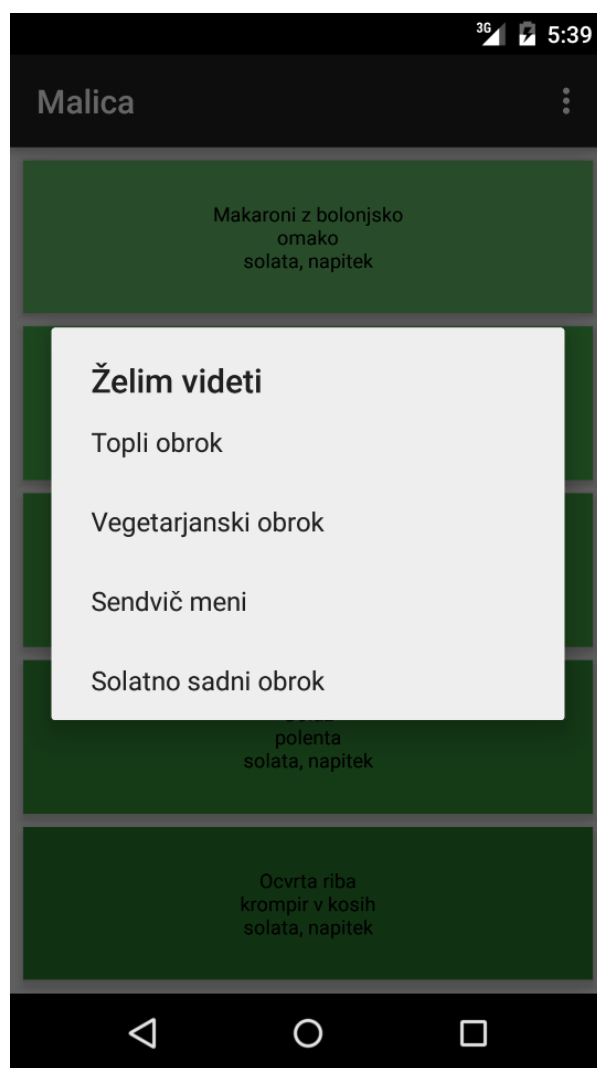 3G 5:39
Malica
Makaroni z bolonjsko
omako
solata, napitek
Želim videti
Topli obrok
Vegetarjanski obrok
Sendvič meni
Solatno sadni obrok
polenta
solata, napitek
Ocvrta riba
krompir v kosih
solata, napitek